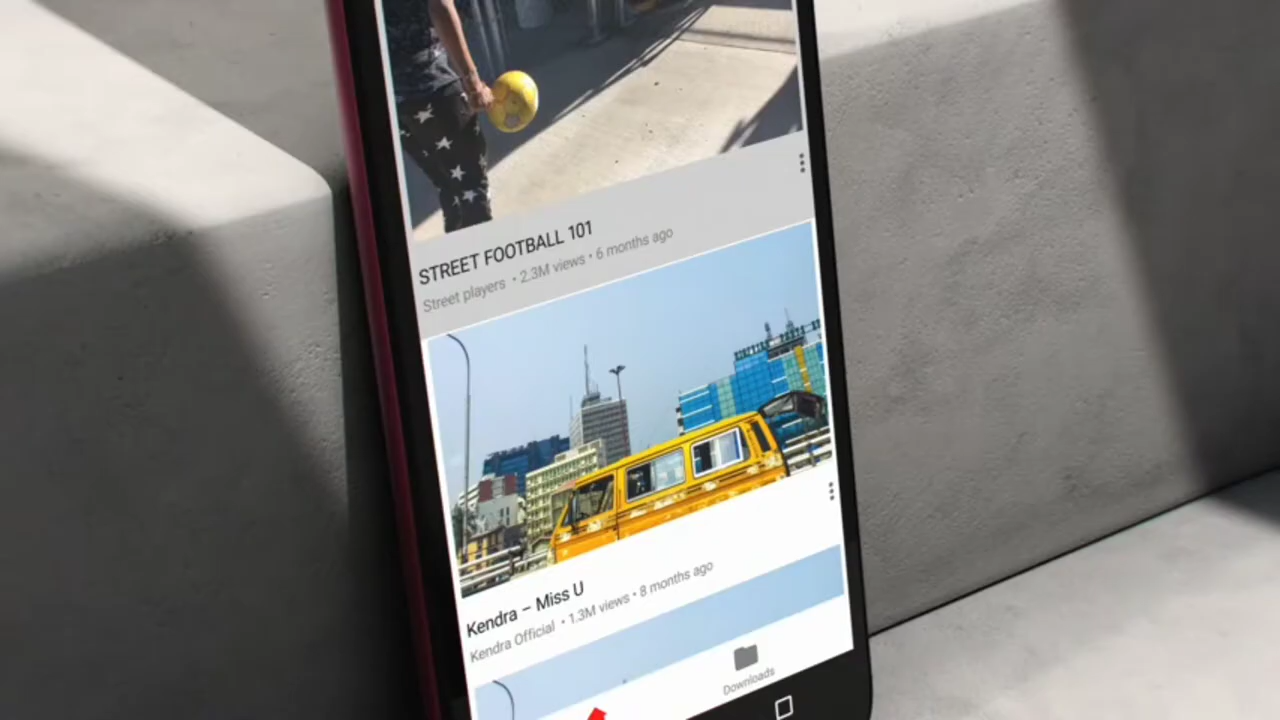 STREET FOOTBALL 101
Street players • 2.3M views • 6 months ago
Kendra – Miss U
Kendra Official • 1.3M views • 8 months ago
Downloads